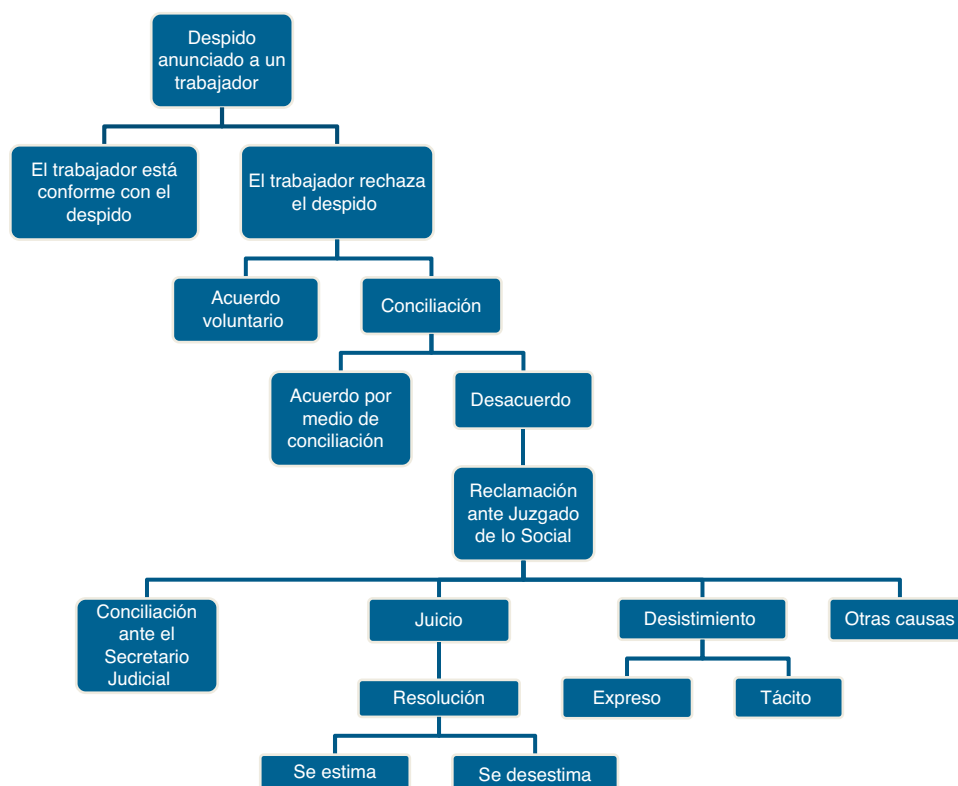 Despido
anunciado a un
trabajador
El trabajador está
conforme con el
despido
El trabajador rechaza
el despido
Acuerdo
voluntario
Conciliación
Acuerdo por
medio de
conciliación
Desacuerdo
Reclamación
ante Juzgado
de lo Social
Conciliación
ante el
Secretario
Judicial
Juicio
Desistimiento
Otras causas
Resolución
Expreso
Tácito
Se estima
Se desestima